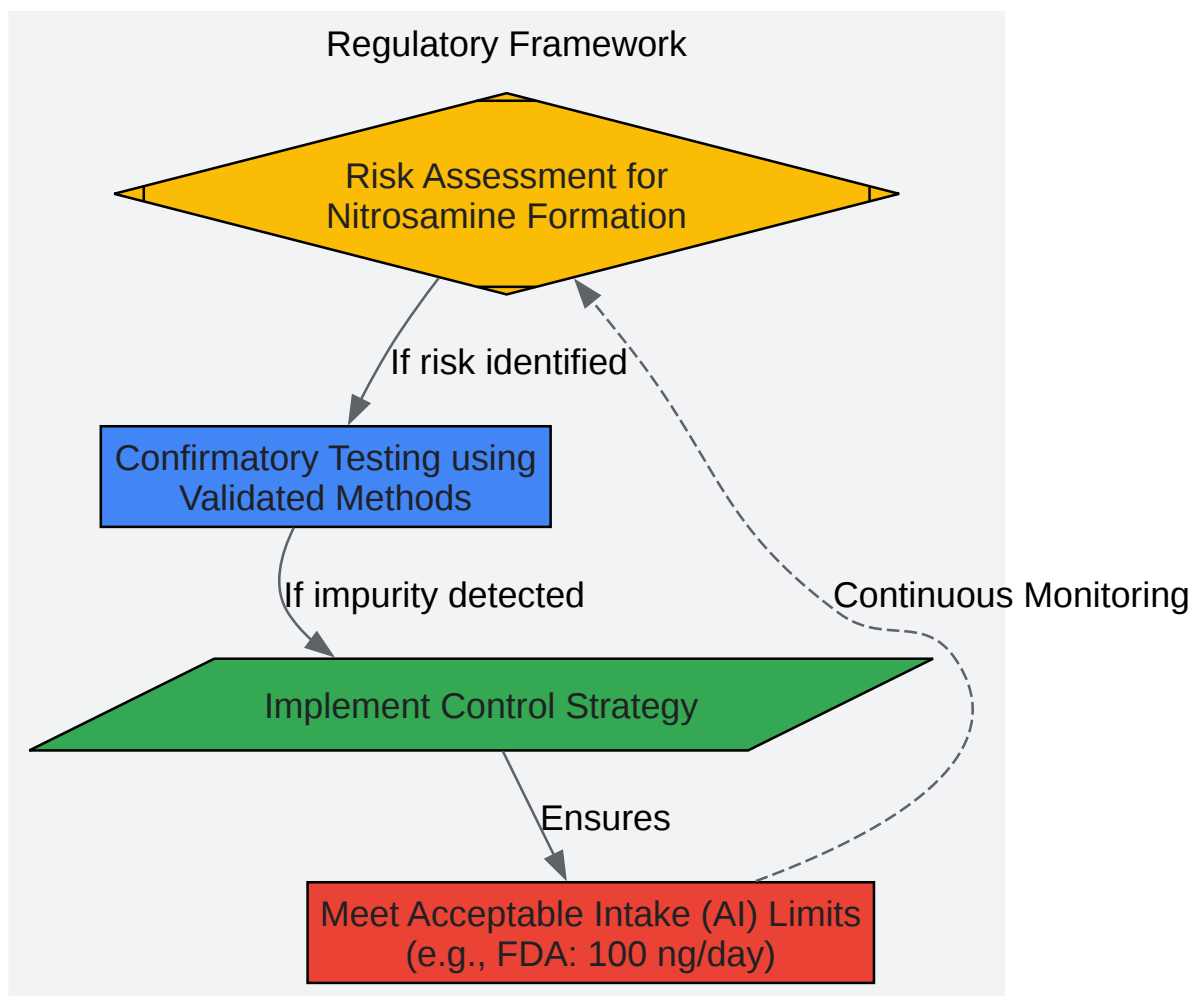 Regulatory Framework
Risk Assessment for
Nitrosamine Formation
If risk identified
Confirmatory Testing using
Validated Methods
If impurity detected
Continuous Monitoring
Implement Control Strategy
Ensures
Meet Acceptable Intake (AI) Limits
(e.g., FDA: 100 ng/day)